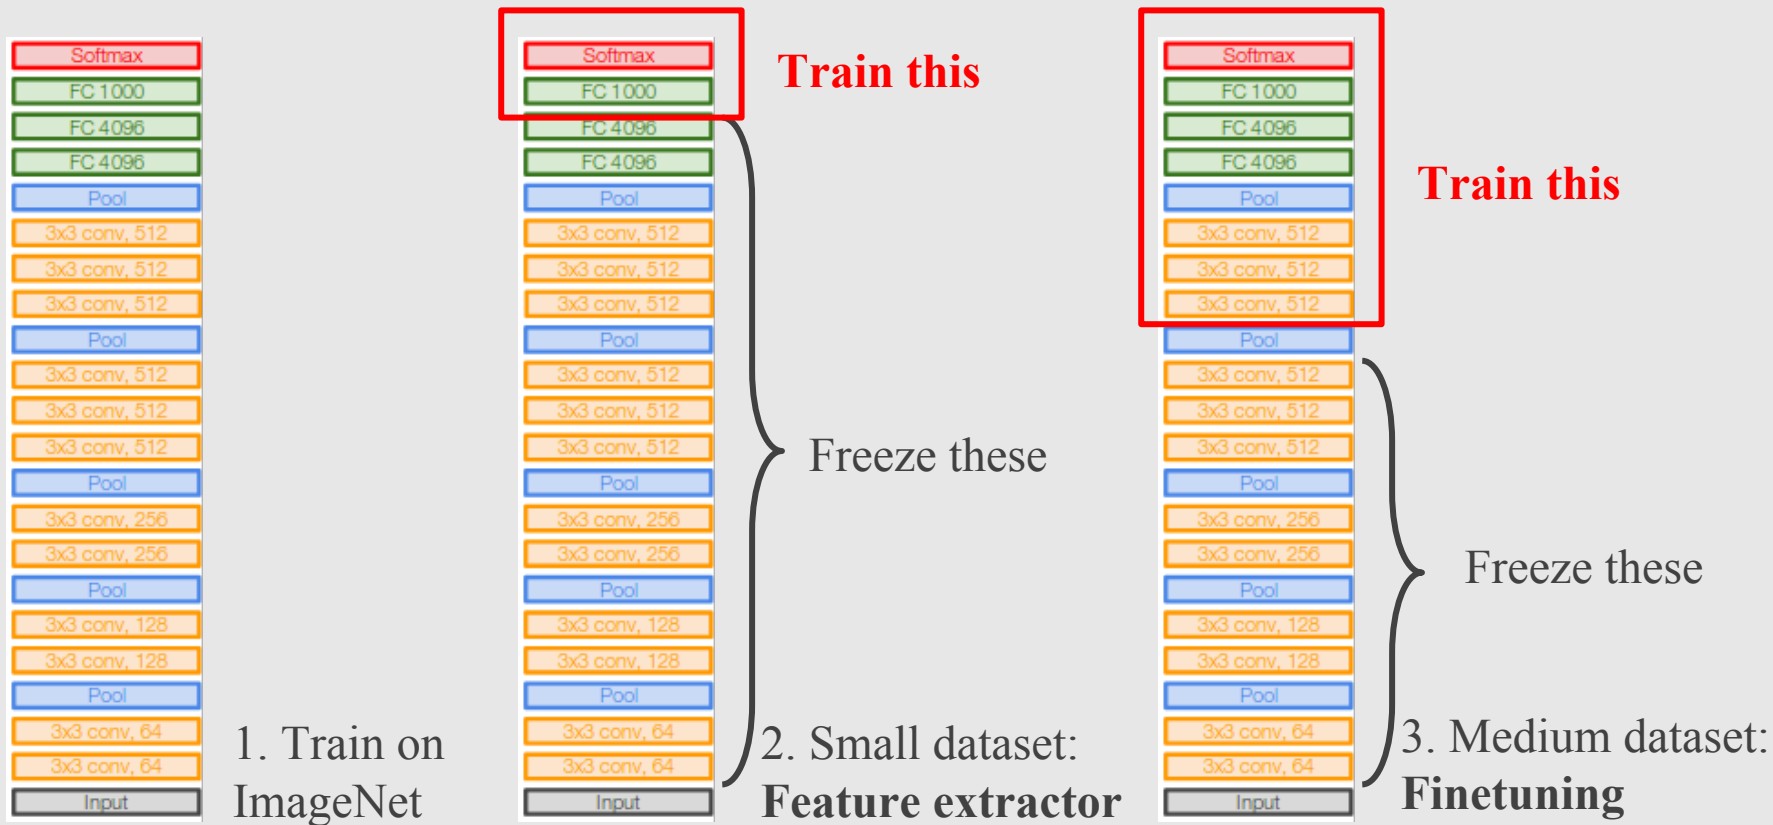 Softmax
FC 1000
FC 4096
FC 4096
Pool
3x3 conv, 512
3x3 conv, 512
3x3 conv, 512
Pool
3x3 conv, 512
3x3 conv, 512
3x3 conv, 512
Pool
3x3 conv, 256
3x3 conv, 256
Pool
3x3 conv, 128
3x3 conv, 128
Pool
3x3 conv, 64
3x3 conv, 64
Input
1. Train on
ImageNet
Softmax
FC 1000
FC 4096
FC 4096
Pool
3x3 conv, 512
3x3 conv, 512
3x3 conv, 512
Pool
3x3 conv, 512
3x3 conv, 512
3x3 conv, 512
Pool
3x3 conv, 256
3x3 conv, 256
Pool
3x3 conv, 128
3x3 conv, 128
Pool
3x3 conv, 64
3x3 conv, 64
Input
Train this
Freeze these
2. Small dataset:
Feature extractor
Softmax
FC 1000
FC 4096
FC 4096
Pool
3x3 conv, 512
3x3 conv, 512
3x3 conv, 512
Pool
3x3 conv, 512
3x3 conv, 512
3x3 conv, 512
Pool
3x3 conv, 256
3x3 conv, 256
Pool
3x3 conv, 128
3x3 conv, 128
Pool
3x3 conv, 64
3x3 conv, 64
Input
Train this
Freeze these
3. Medium dataset:
Finetuning